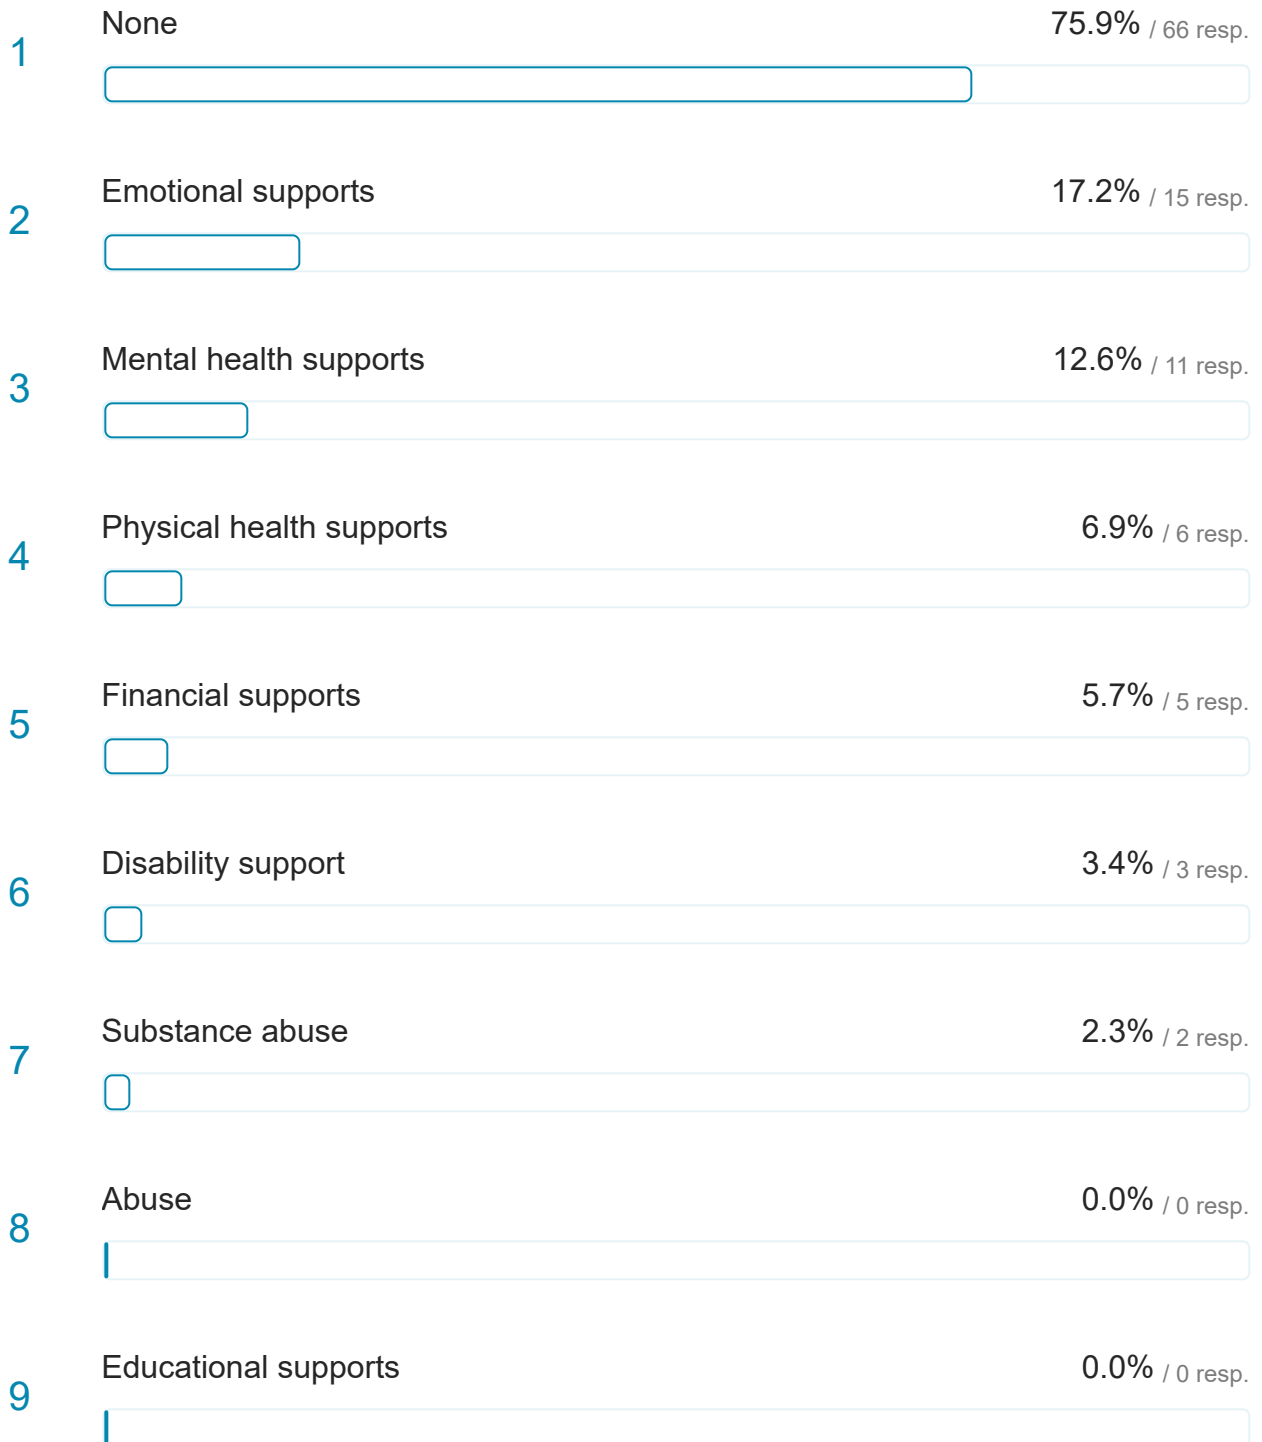 1
None 75.9% / 66 resp.
2
Emotional supports 17.2% / 15 resp.
3
Mental health supports 12.6% / 11 resp.
4
Physical health supports 6.9% / 6 resp.
5
Financial supports 5.7% / 5 resp.
6
Disability support 3.4% / 3 resp.
7
Substance abuse 2.3% / 2 resp.
8
Abuse 0.0% / 0 resp.
9
Educational supports 0.0% / 0 resp.